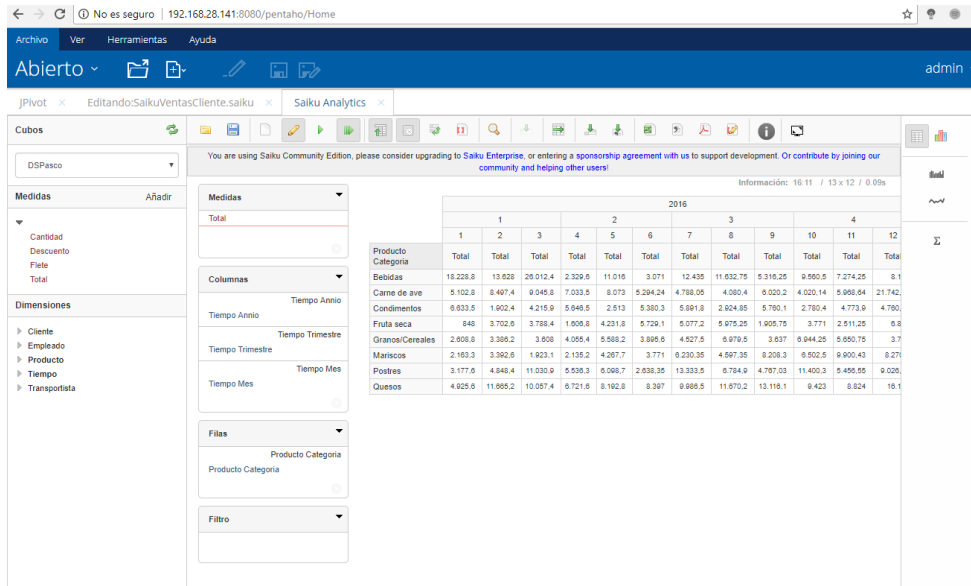 No es seguro | 192.168.28.141:8080/pentaho/Home
Archivo Ver Herramientas Ayuda
Abierto
admin
JPivot × Editando:SaikuVentasCliente.saiku × Saiku Analytics ×
Cubos
DSPasco
Medidas Añadir
Cantidad
Descuento
Flete
Total
Dimensiones
Cliente
Empleado
Producto
Tiempo
Transportista
You are using Saiku Community Edition, please consider upgrading to Saiku Enterprise, or entering a sponsorship agreement with us to support development. Or contribute by joining our
community and helping other users!
Información: 16:11 / 13 x 12 / 0.09s
Medidas
Total
Columnas
Tiempo Annio
Tiempo Annio
Tiempo Trimestre
Tiempo Trimestre
Tiempo Mes
Tiempo Mes
Filas
Producto Categoria
Producto Categoria
Filtro
2016
1 2 3 4
1 2 3 4 5 6 7 8 9 10 11 12
Producto
Categoria
Total Total Total Total Total Total Total Total Total Total Total Total
Bebidas 18.228,8 13.628 26.012,4 2.329,6 11.016 3.071 12.435 11.632,75 5.316,25 9.560,5 7.274,25 8.1
Carne de ave 5.102,8 8.497,4 9.045,8 7.033,5 8.073 5.294,24 4.788,05 4.080,4 6.020,2 4.020,14 5.968,64 21.742,
Condimentos 6.633,5 1.902,4 4.215,9 5.646,5 2.513 5.380,3 5.891,8 2.924,85 5.760,1 2.780,4 4.773,9 4.760,
Fruta seca 848 3.702,6 3.788,4 1.606,8 4.231,8 5.729,1 5.077,2 5.975,25 1.905,75 3.771 2.511,25 6.8
Granos/Cereales 2.608,8 3.386,2 3.608 4.055,4 5.588,2 3.895,6 4.527,5 6.979,5 3.637 6.944,25 5.650,75 3.7
Mariscos 2.163,3 3.392,6 1.923,1 2.135,2 4.267,7 3.771 6.230,35 4.597,35 8.208,3 6.502,5 9.900,43 8.270
Postres 3.177,6 4.848,4 11.030,9 5.536,3 6.098,7 2.638,35 13.333,5 6.784,9 4.767,03 11.400,3 5.456,55 9.026,
Quesos 4.925,6 11.665,2 10.057,4 6.721,6 8.192,8 8.397 9.986,5 11.670,2 13.116,1 9.423 8.824 16.1